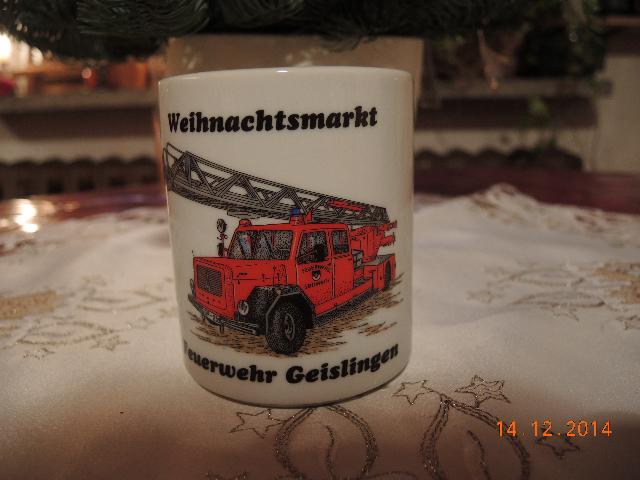 Weihnachtsmarkt
Feuerwehr Geislingen
14.12.2014